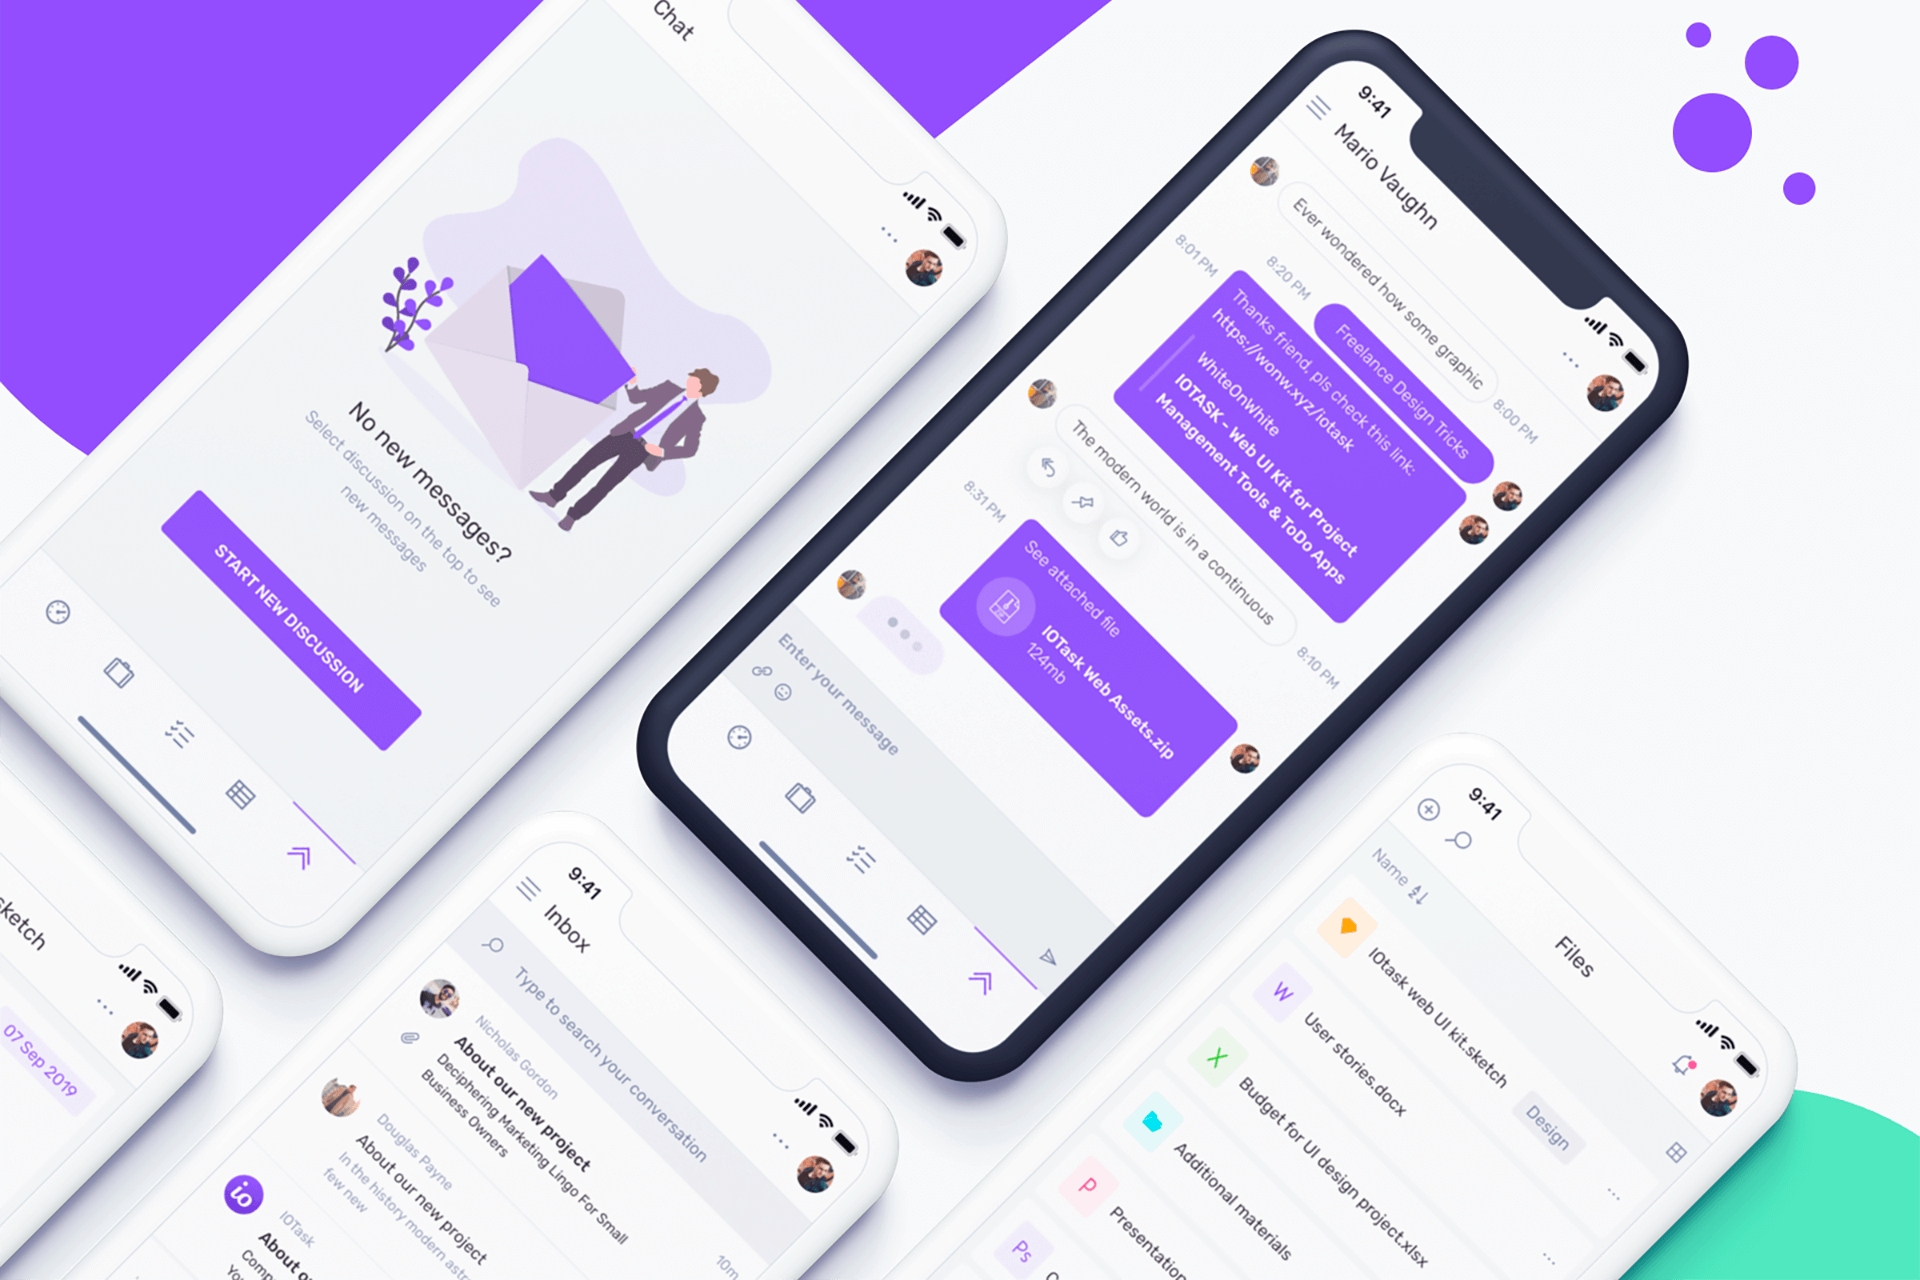 Chat
No new messages?
Select discussion on the top to see
new messages
START NEW DISCUSSION
9:41
Mario Vaughn
Ever wondered how some graphic
8:00 PM
8:20 PM
Freelance Design Tricks
8:01 PM
Thanks friend, pls check this link:
https://wonw.xyz/iotask
WhiteOnWhite
IOTASK - Web UI Kit for Project
Management Tools & ToDo Apps
The modern world is in a continuous
8:10 PM
8:31 PM
See attached file
IOTask Web Assets.zip
124mb
Enter your message
sketch
07 Sep 2019
9:41
Inbox
Type to search your conversation
Nicholas Gordon
About our new project
Deciphering Marketing Lingo For Small
Business Owners
10m
Douglas Payne
About our new project
In the history modern astr
few new
io
IOTask
About o
Comp
Yo
9:41
Files
Name
IOtask web UI kit.sketch
Design
W
User stories.docx
X
Budget for UI design project.xlsx
Additional materials
P
Presentation
Ps